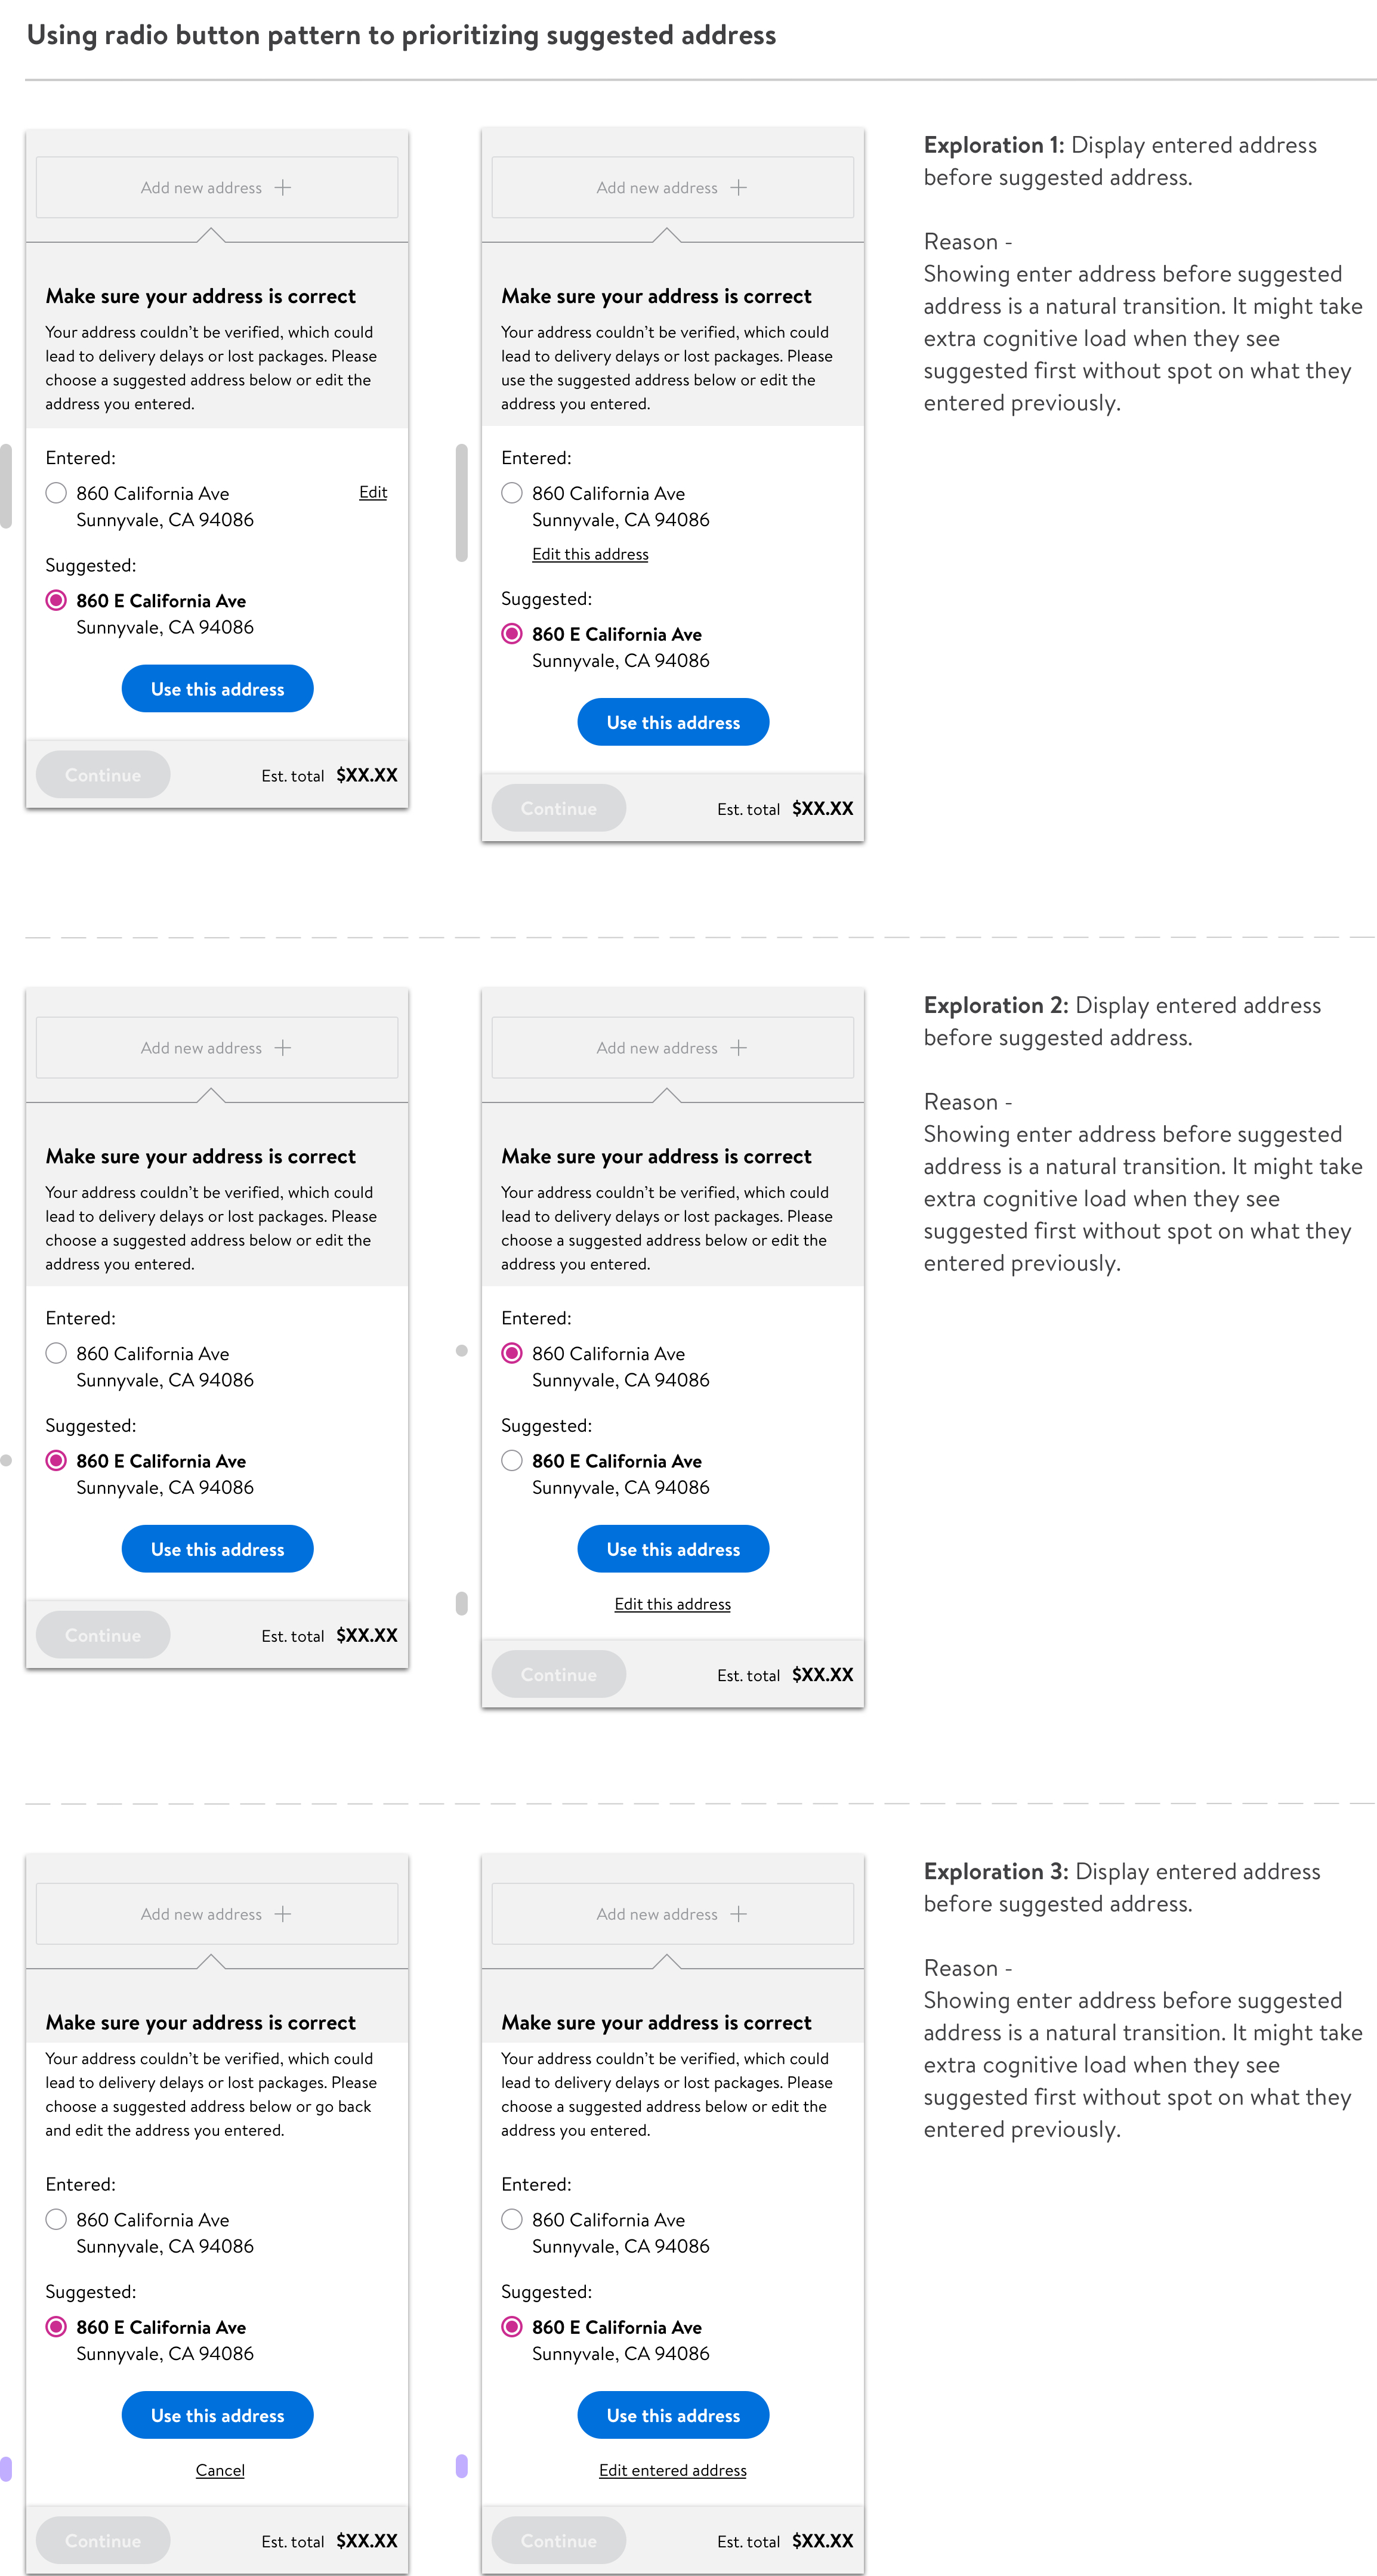 Using radio button pattern to prioritizing suggested address
Add new address
Make sure your address is correct
Your address couldn't be verified, which could
lead to delivery delays or lost packages. Please
choose a suggested address below or edit the
address you entered.
Entered:
860 California Ave
Edit
Sunnyvale, CA 94086
Suggested:
860 E California Ave
Sunnyvale, CA 94086
Use this address
Continue
Est. total $XX.XX
Add new address
Make sure your address is correct
Your address couldn't be verified, which could
lead to delivery delays or lost packages. Please
use the suggested address below or edit the
address you entered.
Entered:
860 California Ave
Sunnyvale, CA 94086
Edit this address
Suggested:
860 E California Ave
Sunnyvale, CA 94086
Use this address
Continue
Est. total $XX.XX
Exploration 1: Display entered address
before suggested address.
Reason -
Showing enter address before suggested
address is a natural transition. It might take
extra cognitive load when they see
suggested first without spot on what they
entered previously.
Add new address
Make sure your address is correct
Your address couldn't be verified, which could
lead to delivery delays or lost packages. Please
choose a suggested address below or edit the
address you entered.
Entered:
860 California Ave
Sunnyvale, CA 94086
Suggested:
860 E California Ave
Sunnyvale, CA 94086
Use this address
Continue
Est. total $XX.XX
Add new address
Make sure your address is correct
Your address couldn't be verified, which could
lead to delivery delays or lost packages. Please
choose a suggested address below or edit the
address you entered.
Entered:
860 California Ave
Sunnyvale, CA 94086
Suggested:
860 E California Ave
Sunnyvale, CA 94086
Use this address
Edit this address
Continue
Est. total $XX.XX
Exploration 2: Display entered address
before suggested address.
Reason -
Showing enter address before suggested
address is a natural transition. It might take
extra cognitive load when they see
suggested first without spot on what they
entered previously.
Add new address
Make sure your address is correct
Your address couldn't be verified, which could
lead to delivery delays or lost packages. Please
choose a suggested address below or go back
and edit the address you entered.
Entered:
860 California Ave
Sunnyvale, CA 94086
Suggested:
860 E California Ave
Sunnyvale, CA 94086
Use this address
Cancel
Continue
Est. total $XX.XX
Add new address
Make sure your address is correct
Your address couldn't be verified, which could
lead to delivery delays or lost packages. Please
choose a suggested address below or edit the
address you entered.
Entered:
860 California Ave
Sunnyvale, CA 94086
Suggested:
860 E California Ave
Sunnyvale, CA 94086
Use this address
Edit entered address
Continue
Est. total $XX.XX
Exploration 3: Display entered address
before suggested address.
Reason -
Showing enter address before suggested
address is a natural transition. It might take
extra cognitive load when they see
suggested first without spot on what they
entered previously.